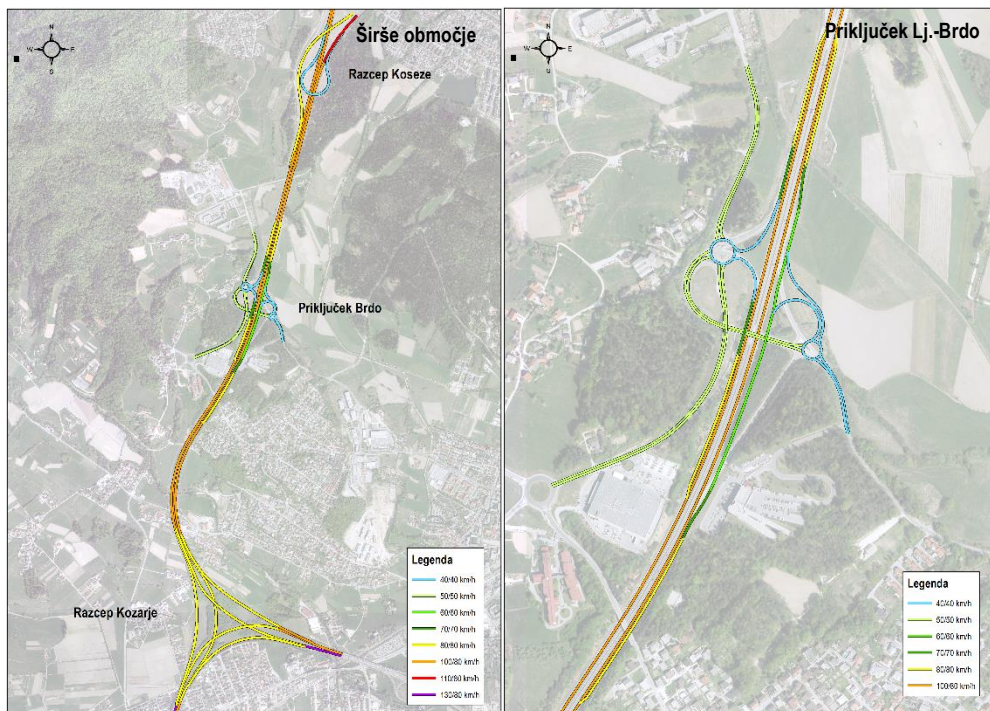 Širše območje
N
W
E
S
Razcep Koseze
Priključek Brdo
Razcep Kozarje
Legenda
40/40 km/h
50/50 km/h
60/60 km/h
70/70 km/h
80/80 km/h
100/80 km/h
110/80 km/h
130/80 km/h
Priključek Lj.-Brdo
N
W
E
S
Legenda
40/40 km/h
50/50 km/h
60/60 km/h
70/70 km/h
80/80 km/h
100/80 km/h